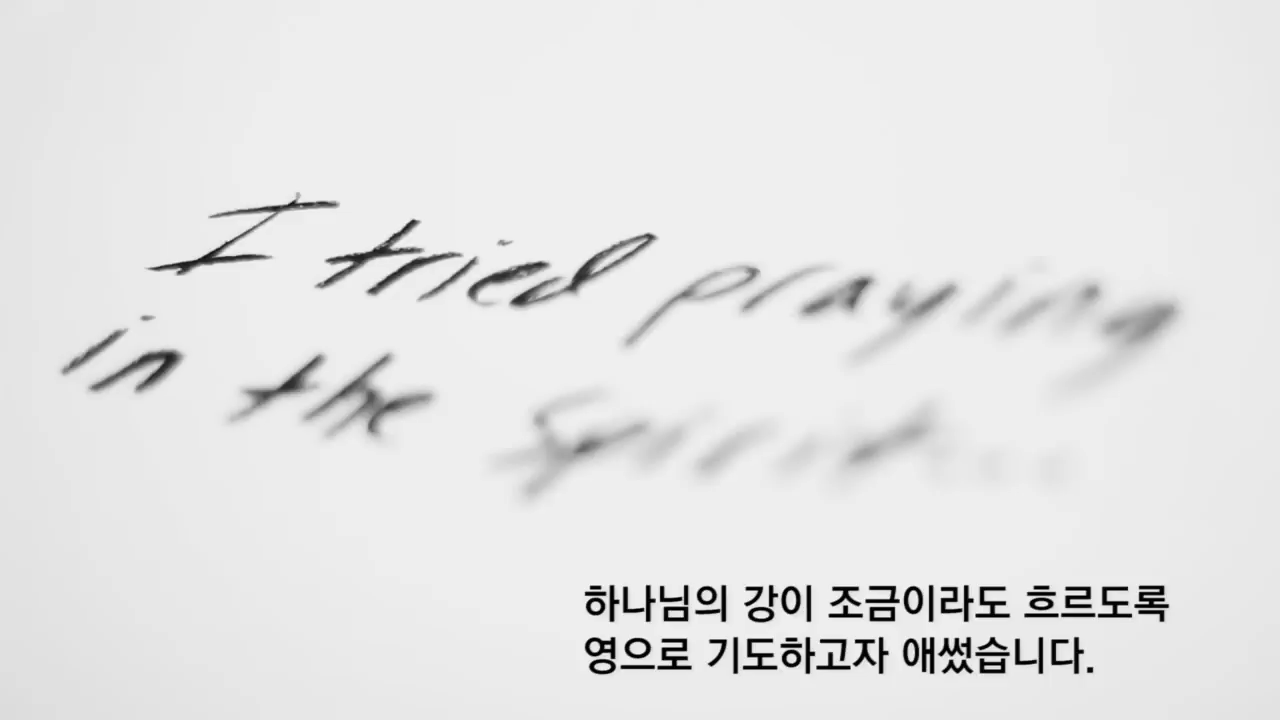 I tried praying
in the Spirit...
하나님의 강이 조금이라도 흐르도록
영으로 기도하고자 애썼습니다.